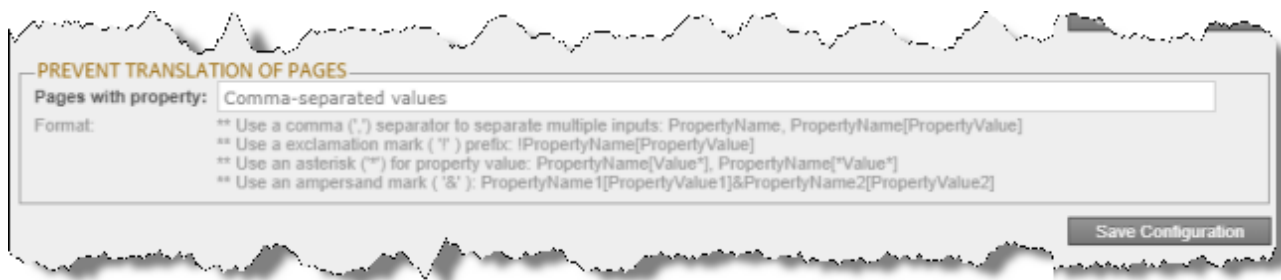 PREVENT TRANSLATION OF PAGES
Pages with property: Comma-separated values
Format: ** Use a comma (',') separator to separate multiple inputs: PropertyName, PropertyName[PropertyValue]
** Use a exclamation mark ( '!' ) prefix: !PropertyName[PropertyValue]
** Use an asterisk ('*') for property value: PropertyName[Value*], PropertyName[*Value*]
** Use an ampersand mark ( '&' ): PropertyName1[PropertyValue1]&PropertyName2[PropertyValue2]
Save Configuration